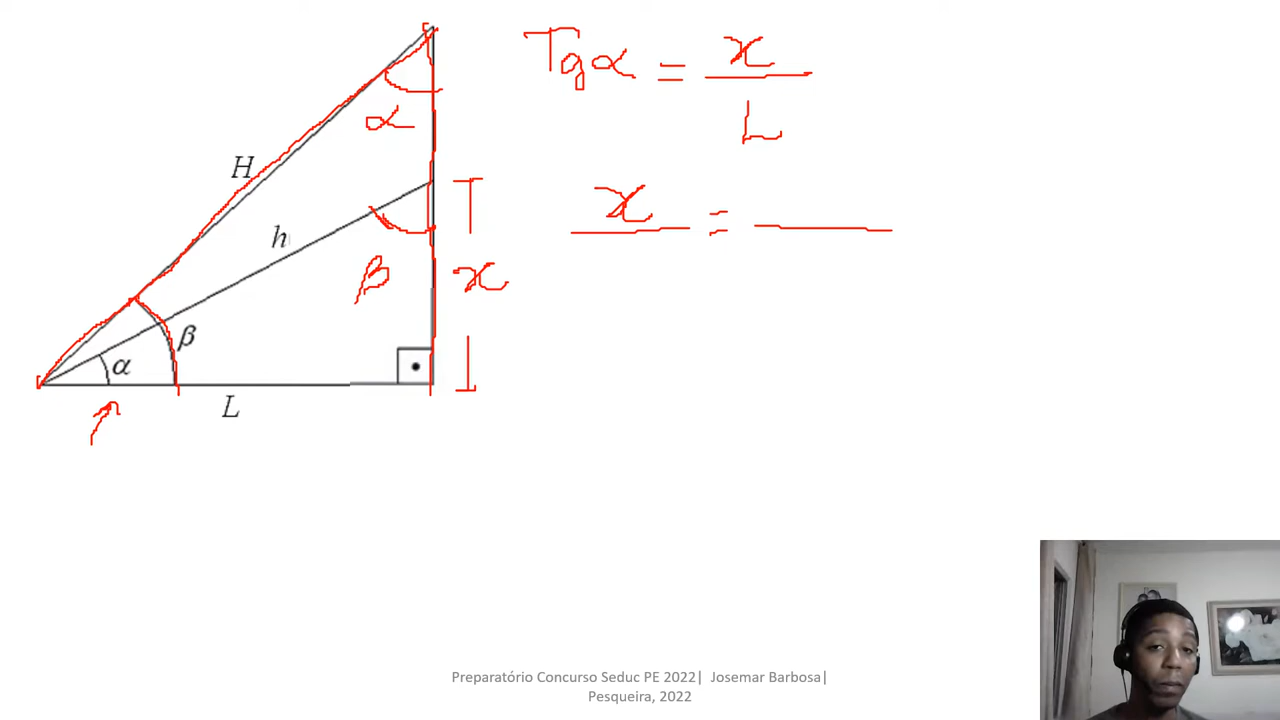 Tgα = x
L
α
H
T
x = 
h
β
x
β
α
L
Preparatório Concurso Seduc PE 2022| Josemar Barbosa|
Pesqueira, 2022